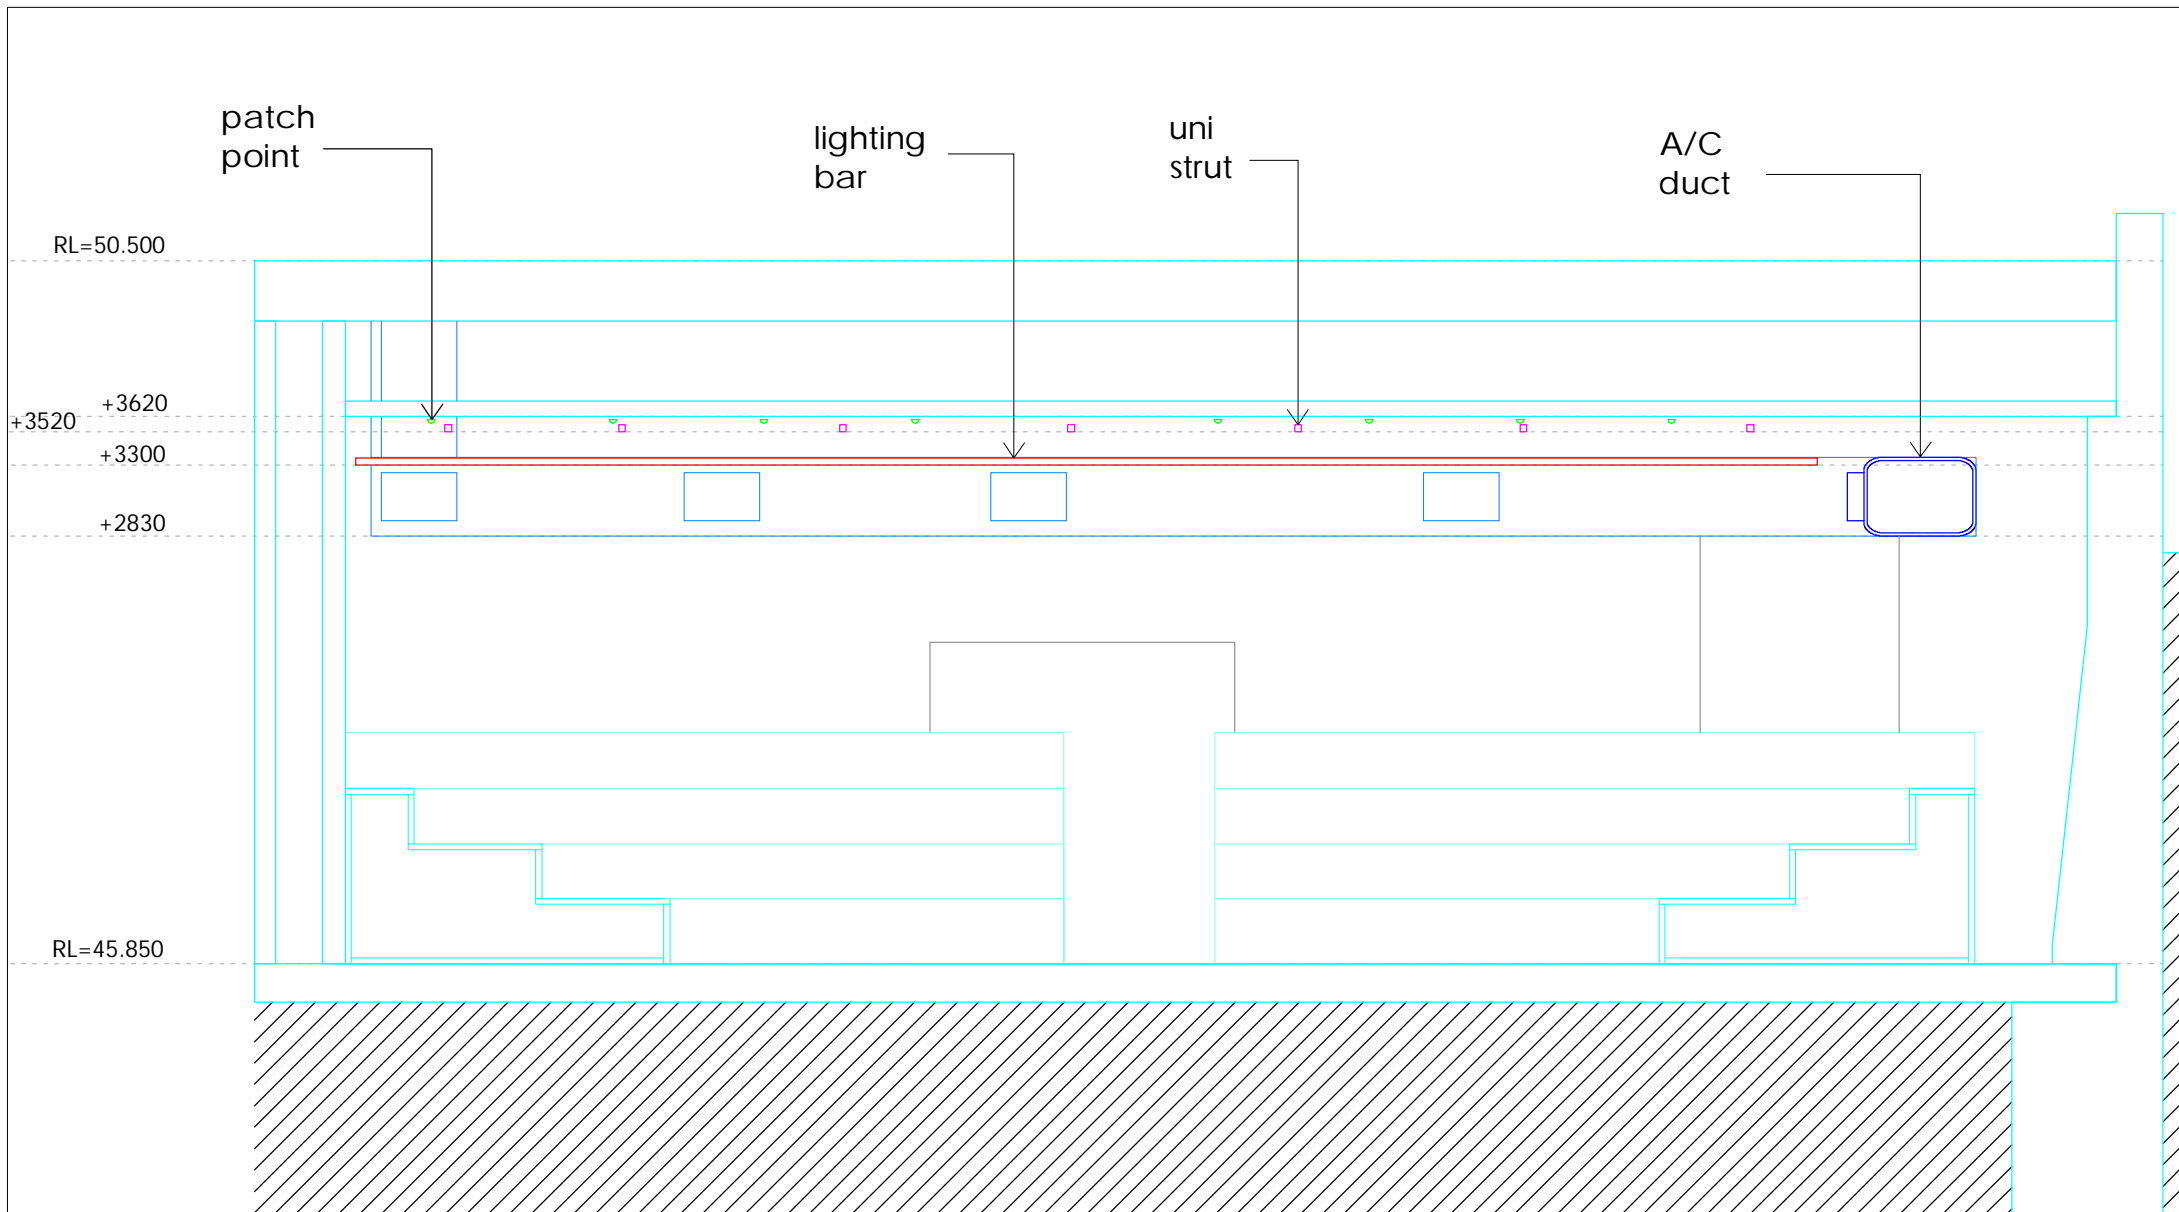 patch
point
lighting
bar
uni
strut
A/C
duct
RL=50.500
+3620
+3520
+3300
+2830
RL=45.850